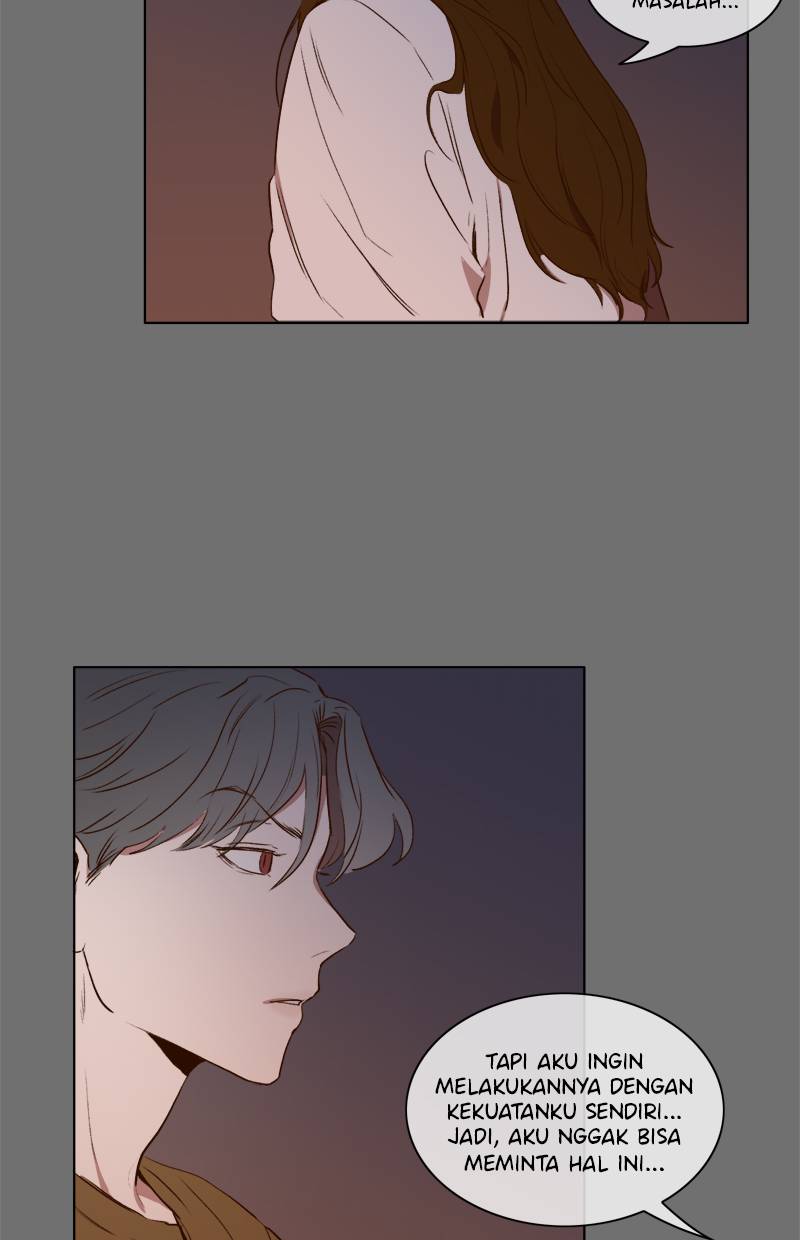 MASALAH...
TAPI AKU INGIN
MELAKUKANNYA DENGAN
KEKUATANKU SENDIRI...
JADI, AKU NGGAK BISA
MEMINTA HAL INI...